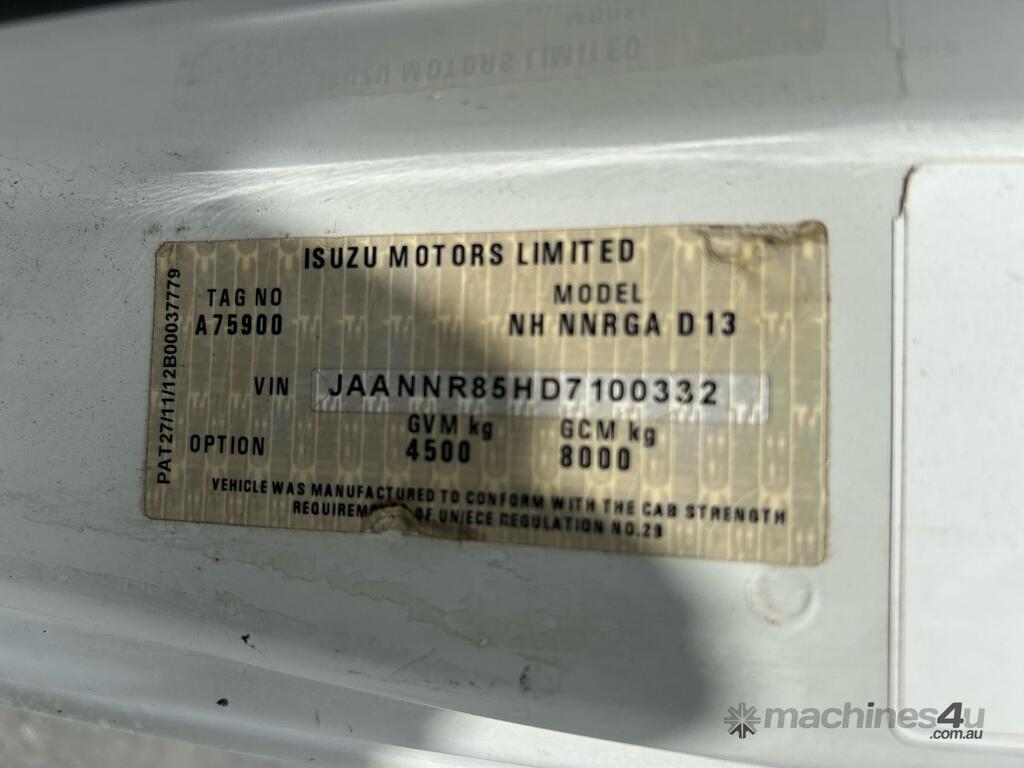 ISUZU MOTORS LIMITED
TAG NO MODEL
A75900 NH NNRGA D13
VIN JAANNR85HD7100332
GVM kg GCM kg
OPTION 4500 8000
VEHICLE WAS MANUFACTURED TO CONFORM WITH THE CAB STRENGTH
OF UN/ECE REGULATION NO.29
PAT27/11/12B00037779
machines4u
.com.au